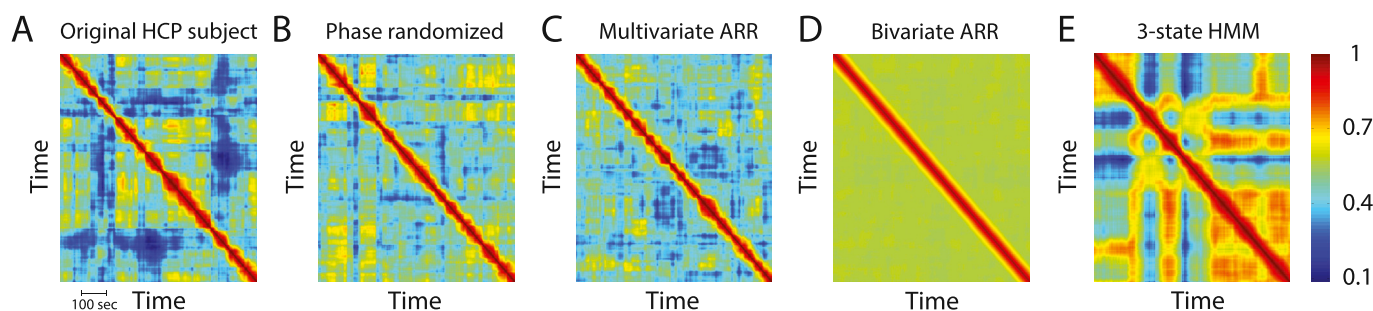 A Original HCP subject
B Phase randomized
C Multivariate ARR
D Bivariate ARR
E 3-state HMM
Time
Time
Time
Time
Time
1
0.7
0.4
0.1
100 sec
Time
Time
Time
Time
Time